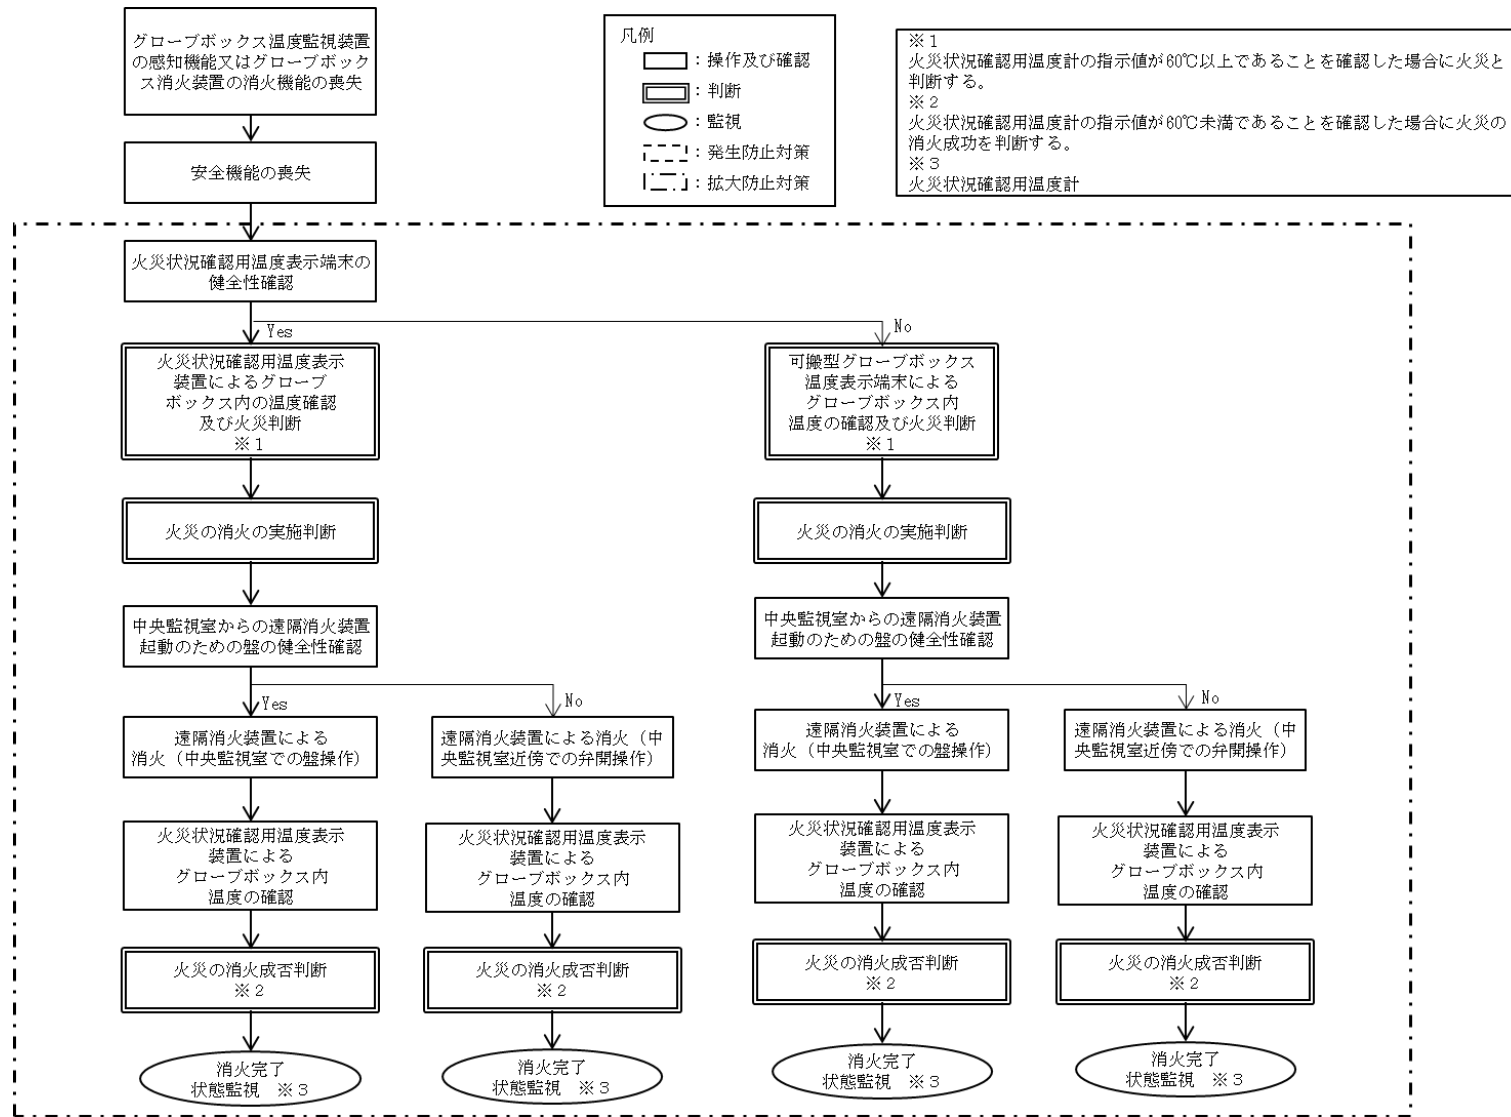 グローブボックス温度監視装置
の感知機能又はグローブボック
ス消火装置の消火機能の喪失
安全機能の喪失
凡例
：操作及び確認
：判断
：監視
：発生防止対策
：拡大防止対策
※１
火災状況確認用温度計の指示値が60℃以上であることを確認した場合に火災と
判断する。
※２
火災状況確認用温度計の指示値が60℃未満であることを確認した場合に火災の
消火成功を判断する。
※３
火災状況確認用温度計
火災状況確認用温度表示端末の
健全性確認
Yes
No
火災状況確認用温度表示
装置によるグローブ
ボックス内の温度確認
及び火災判断
※１
可搬型グローブボックス
温度表示端末による
グローブボックス内
温度の確認及び火災判断
※１
火災の消火の実施判断
火災の消火の実施判断
中央監視室からの遠隔消火装置
起動のための盤の健全性確認
中央監視室からの遠隔消火装置
起動のための盤の健全性確認
Yes
No
Yes
No
遠隔消火装置による
消火（中央監視室での盤操作）
遠隔消火装置による消火（中
央監視室近傍での弁開操作）
遠隔消火装置による
消火（中央監視室での盤操作）
遠隔消火装置による消火（中
央監視室近傍での弁開操作）
火災状況確認用温度表示
装置による
グローブボックス内
温度の確認
火災状況確認用温度表示
装置による
グローブボックス内
温度の確認
火災状況確認用温度表示
装置による
グローブボックス内
温度の確認
火災状況確認用温度表示
装置による
グローブボックス内
温度の確認
火災の消火成否判断
※２
火災の消火成否判断
※２
火災の消火成否判断
※２
火災の消火成否判断
※２
消火完了
状態監視　※３
消火完了
状態監視　※３
消火完了
状態監視　※３
消火完了
状態監視　※３